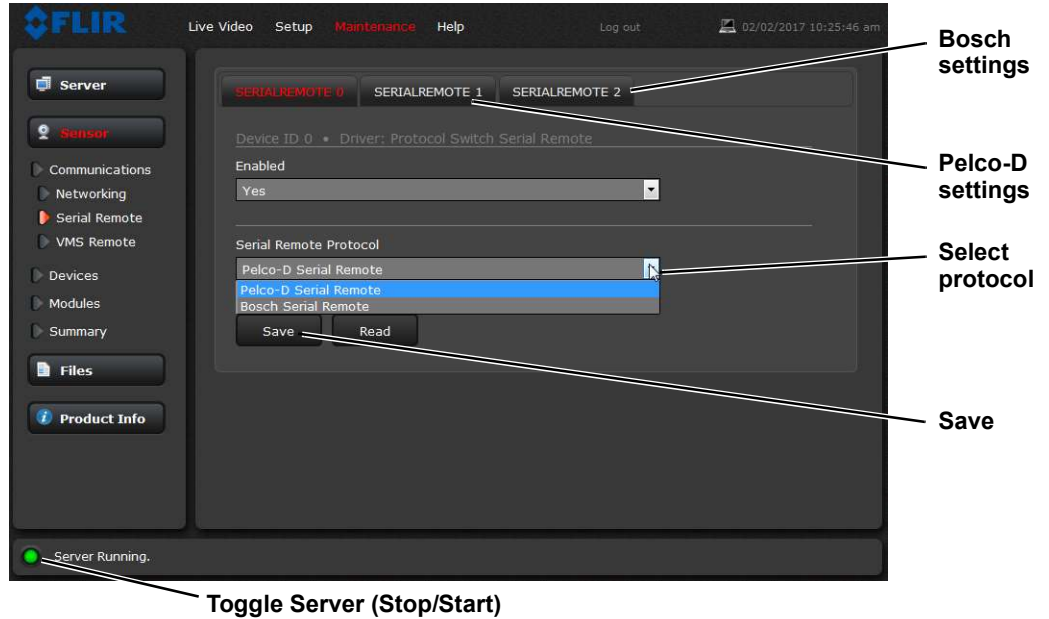 FLIR
Live Video Setup Maintenance Help Log out 02/02/2017 10:25:46 am
Bosch
settings
Server
SERIALREMOTE 0 SERIALREMOTE 1 SERIALREMOTE 2
Sensor
Device ID 0 • Driver: Protocol Switch Serial Remote
Communications
Enabled
Pelco-D
settings
Networking
Yes
Serial Remote
VMS Remote
Serial Remote Protocol
Select
protocol
Devices
Pelco-D Serial Remote
Pelco-D Serial Remote
Modules
Bosch Serial Remote
Summary
Save Read
Files
Product Info
Save
Server Running.
Toggle Server (Stop/Start)